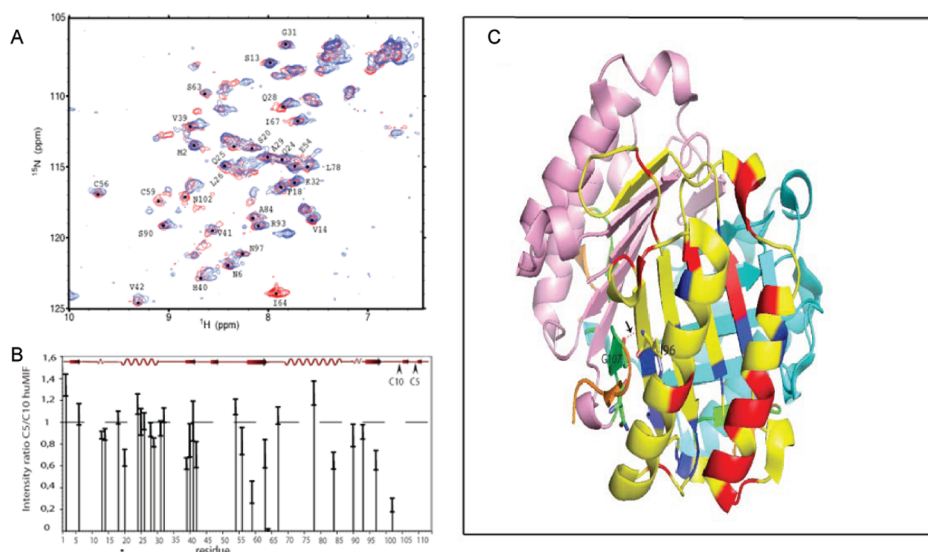 A
105
110
115
120
125
¹⁵N (ppm)
10
9
8
7
¹H (ppm)
G31
S13
S63
Q28
I67
V39
M2
S20
A29
E54
Q25
L26
L78
K32
F18
C56
C59
N102
A84
R93
V14
S90
V41
N97
N6
H40
V42
I64
B
Intensity ratio C5/C10 huMIF
1,6
1,4
1,2
1
0,8
0,6
0,4
0,2
0
C10
C5
1 5 10 15 20 25 30 35 40 45 50 55 60 65 70 75 80 85 90 95 100 105 110
residue
C
G107
I96